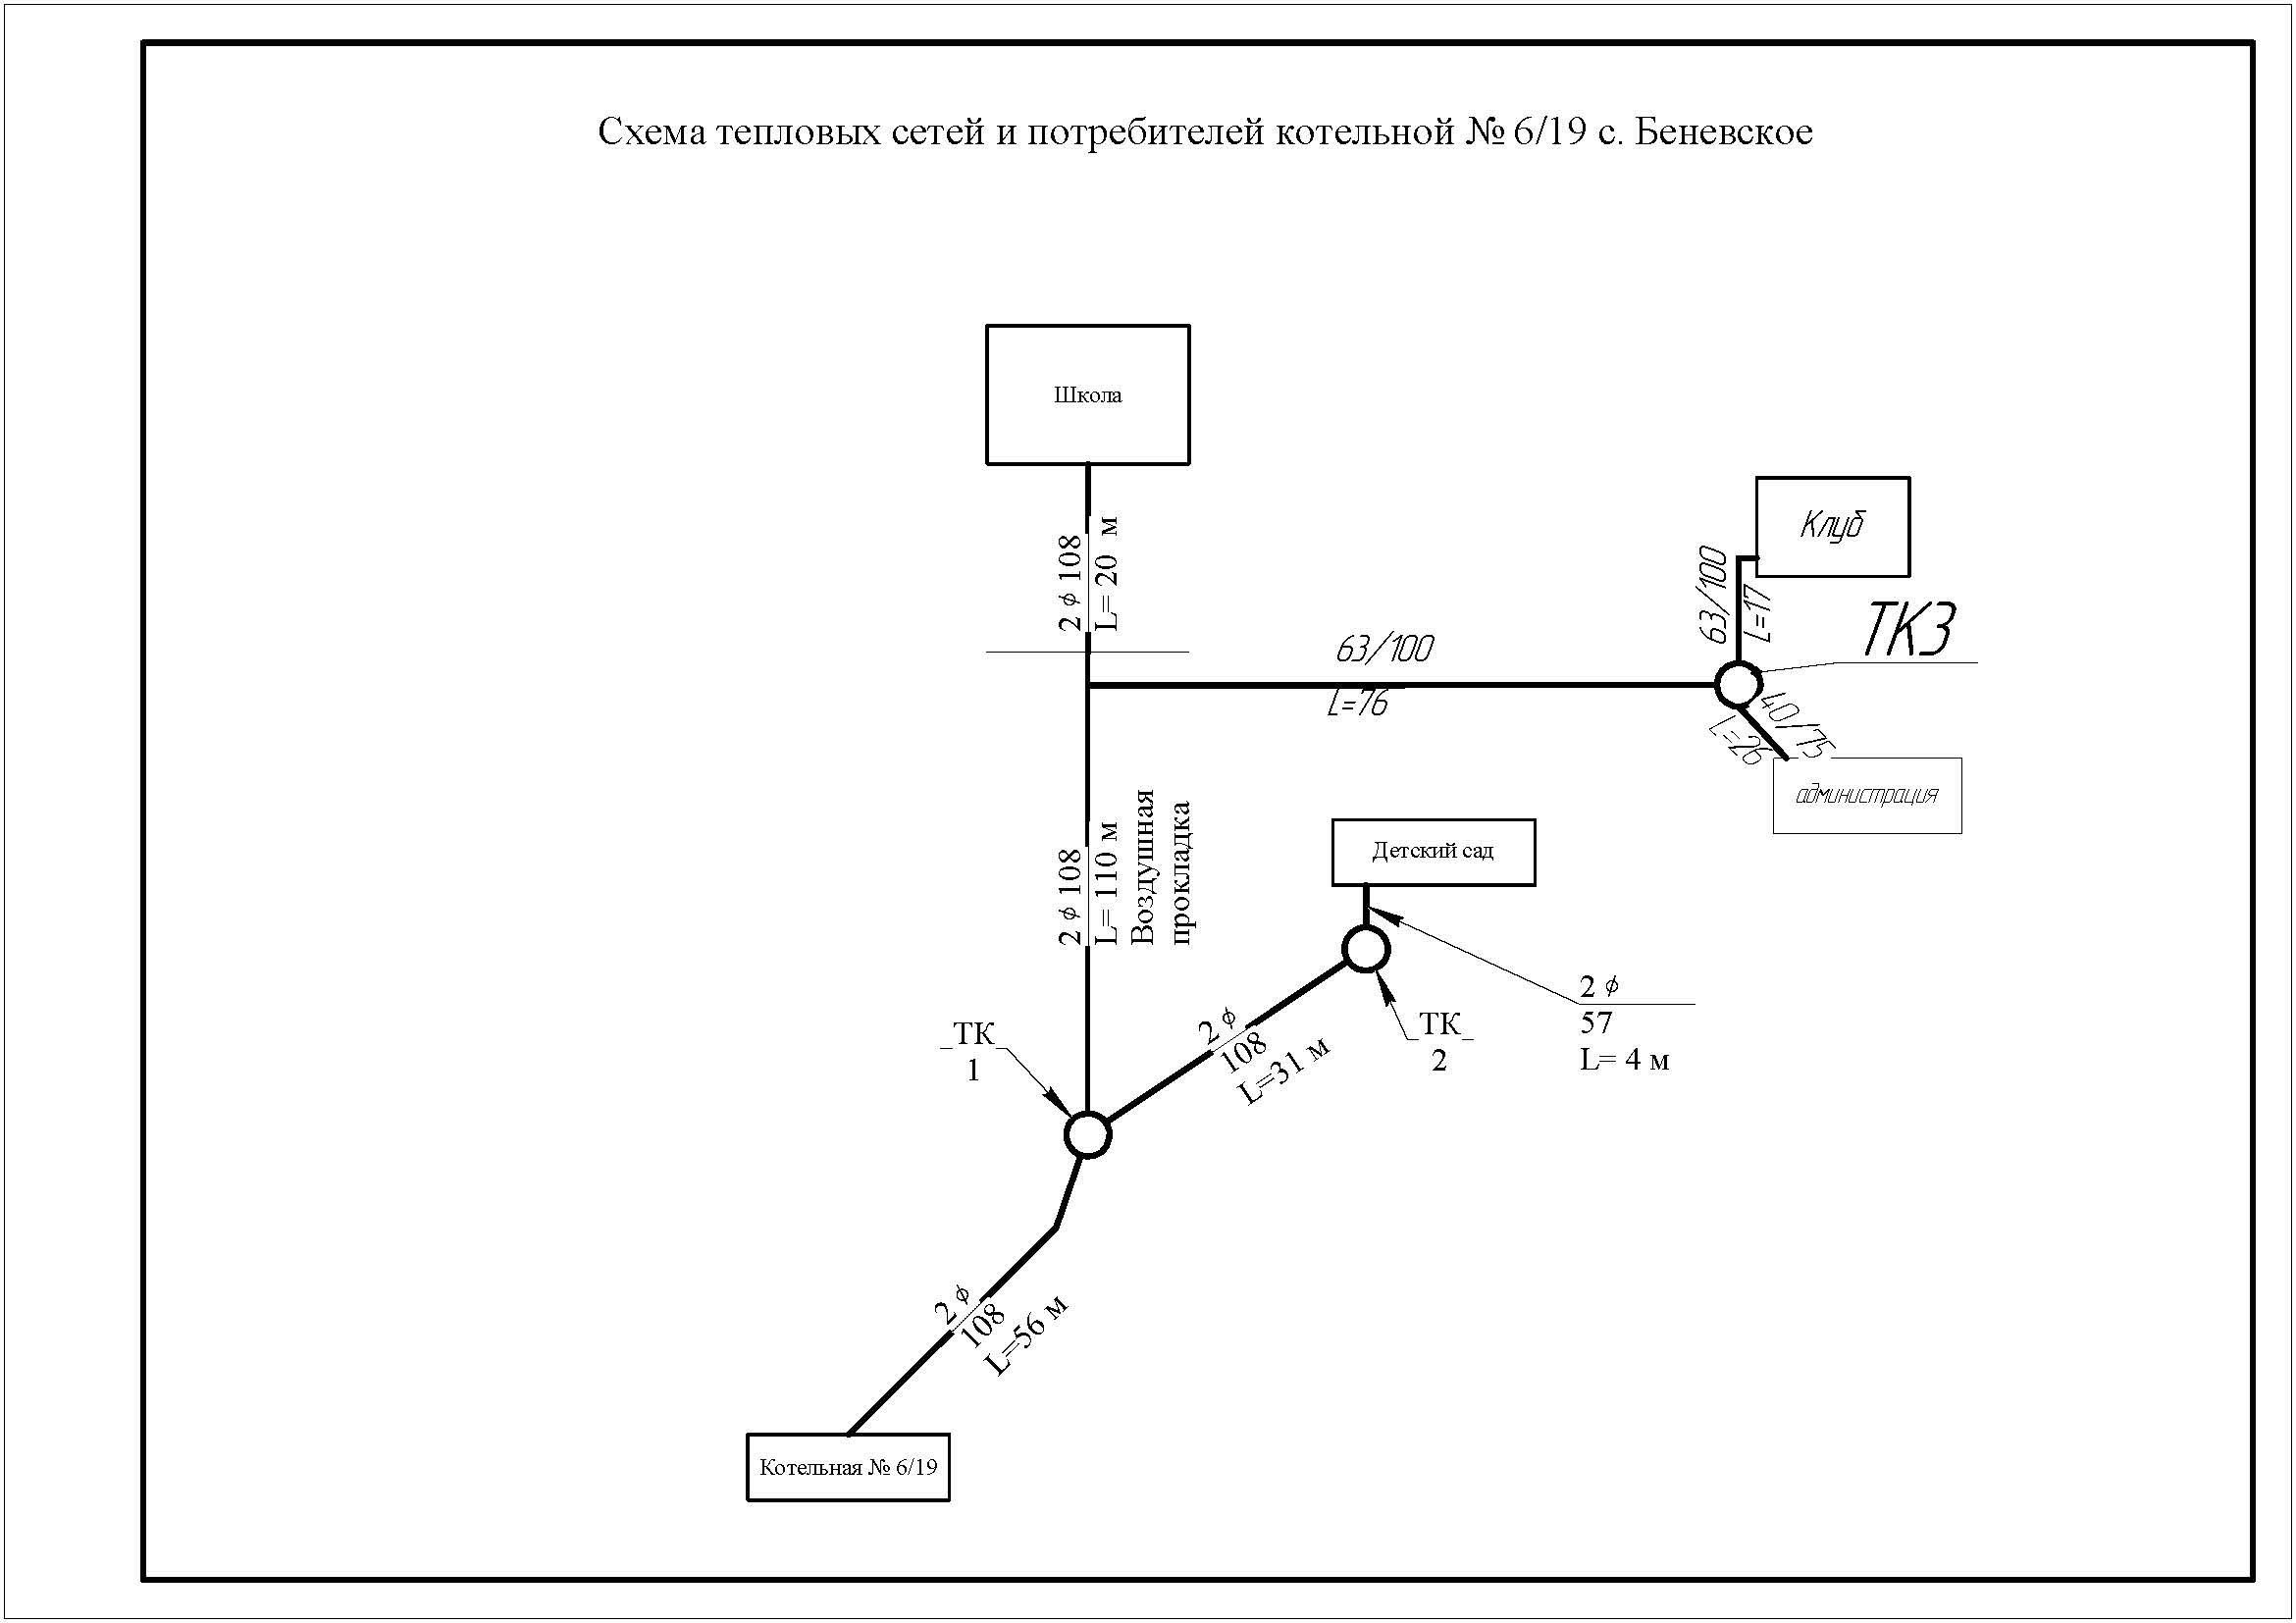 Схема тепловых сетей и потребителей котельной № 6/19 с. Беневское
Школа
2 ϕ 108
L= 20 м
Клуб
63/100
L=17
ТК3
63/100
L=76
40/75
L=26
администрация
2 ϕ 108
L= 110 м
Воздушная
прокладка
Детский сад
2 ϕ
57
L= 4 м
_ТК_
2
2 ϕ
108
L=31 м
_ТК_
1
2 ϕ
108
L=56 м
Котельная № 6/19